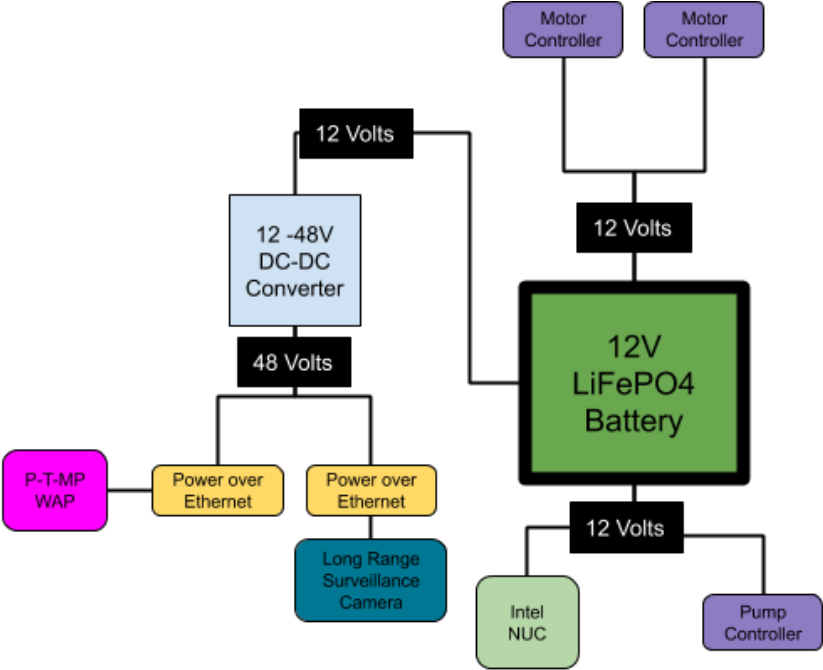 Motor
Controller
Motor
Controller
12 Volts
12 Volts
12 -48V
DC-DC
Converter
48 Volts
12V
LiFePO4
Battery
P-T-MP
WAP
Power over
Ethernet
Power over
Ethernet
12 Volts
Long Range
Surveillance
Camera
Intel
NUC
Pump
Controller